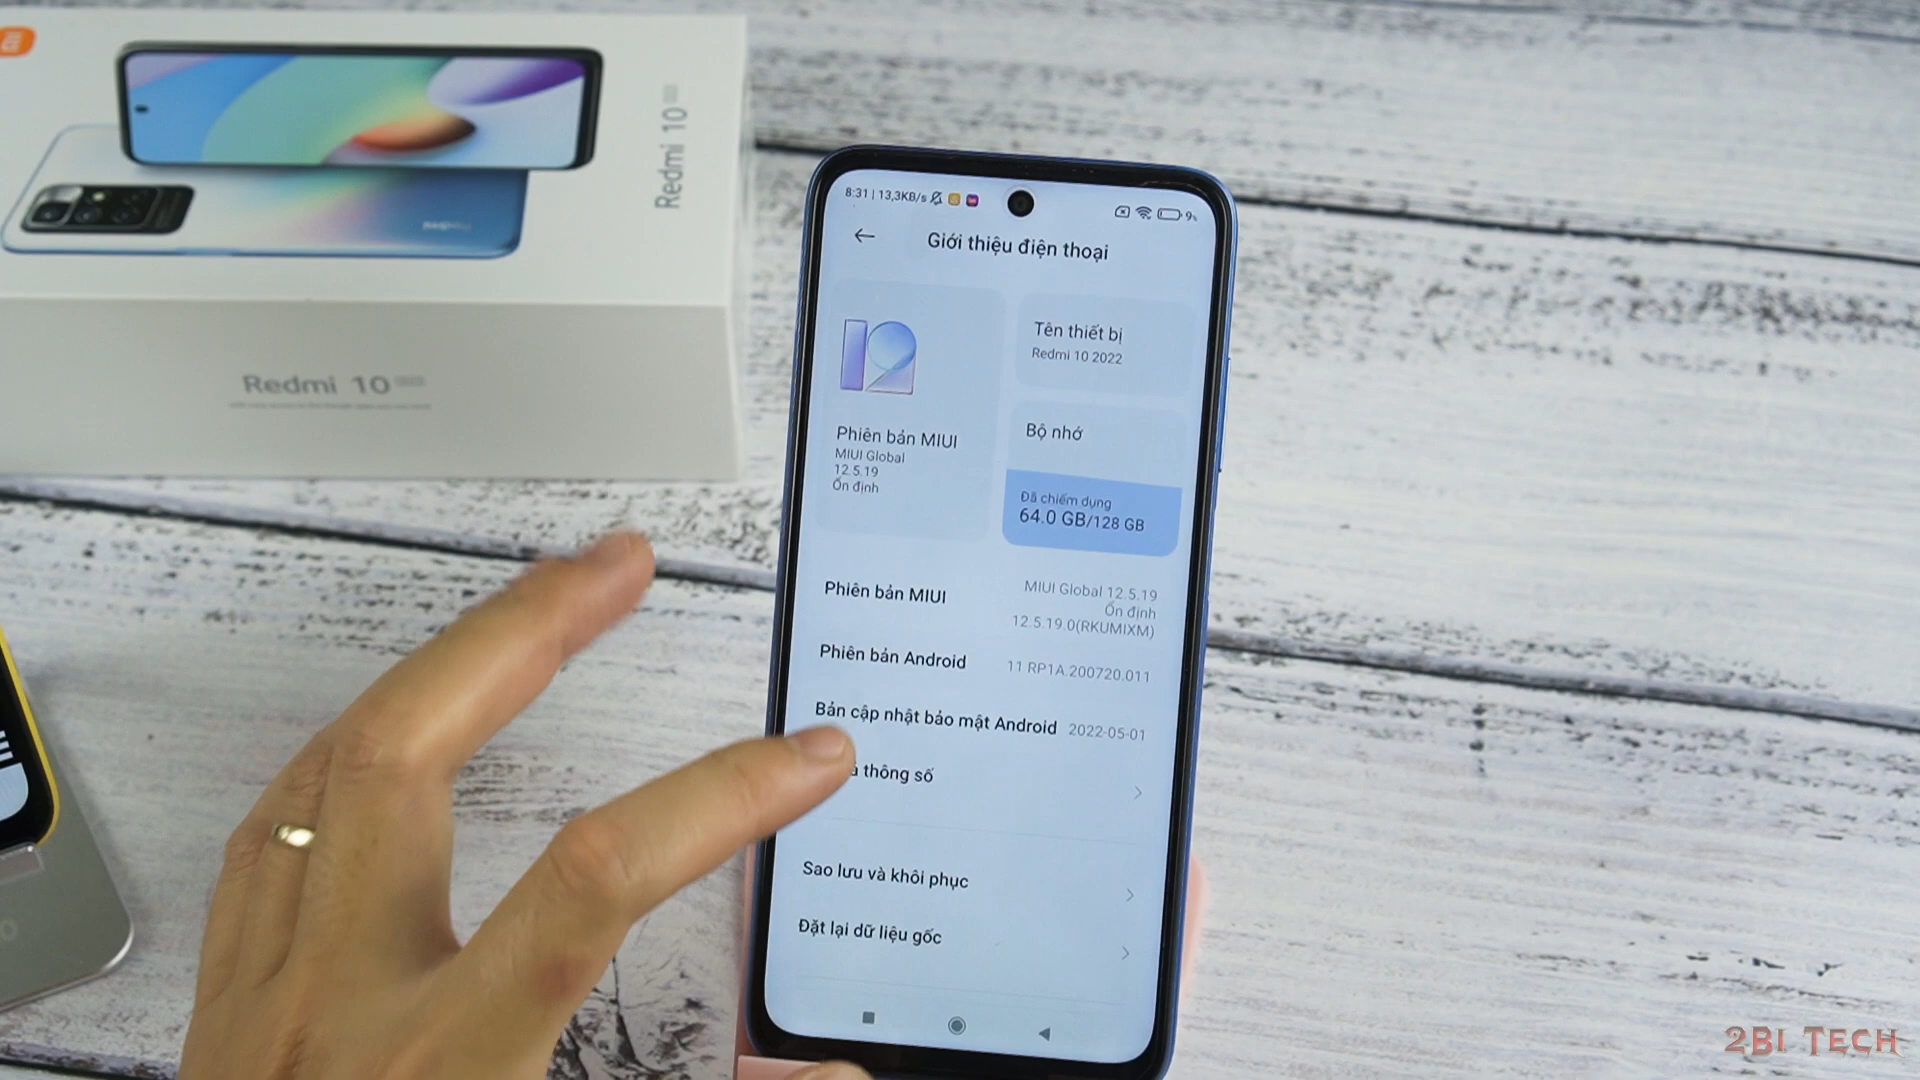 Redmi 10
Redmi 10
8:31 | 13,3KB/s
9%
Giới thiệu điện thoại
Phiên bản MIUI
MIUI Global
12.5.19
Ổn định
Tên thiết bị
Redmi 10 2022
Bộ nhớ
Đã chiếm dụng
64.0 GB/128 GB
Phiên bản MIUI
MIUI Global 12.5.19
Ổn định
12.5.19.0(RKUMIXM)
Phiên bản Android
11 RP1A.200720.011
Bản cập nhật bảo mật Android
2022-05-01
thông số
Sao lưu và khôi phục
Đặt lại dữ liệu gốc
2BI TECH